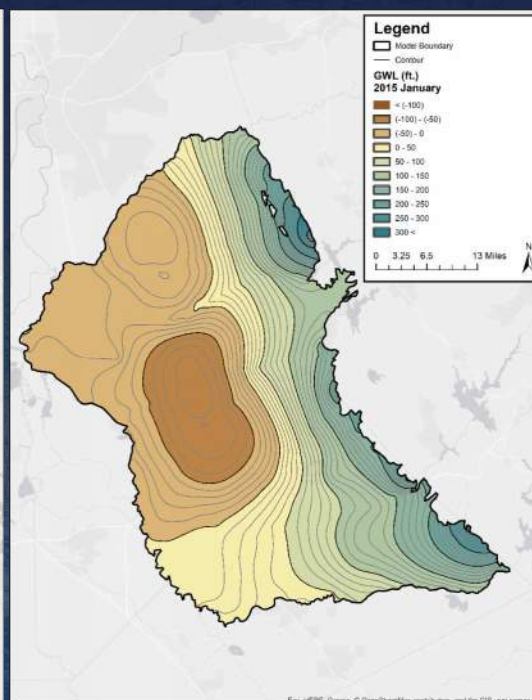 Legend
Model Boundary
Contour
GWL (ft.)
2015 January
< (-100)
(-100) - (-50)
(-50) - 0
0 - 50
50 - 100
100 - 150
150 - 200
200 - 250
250 - 300
300 <
N
0 3.25 6.5 13 Miles